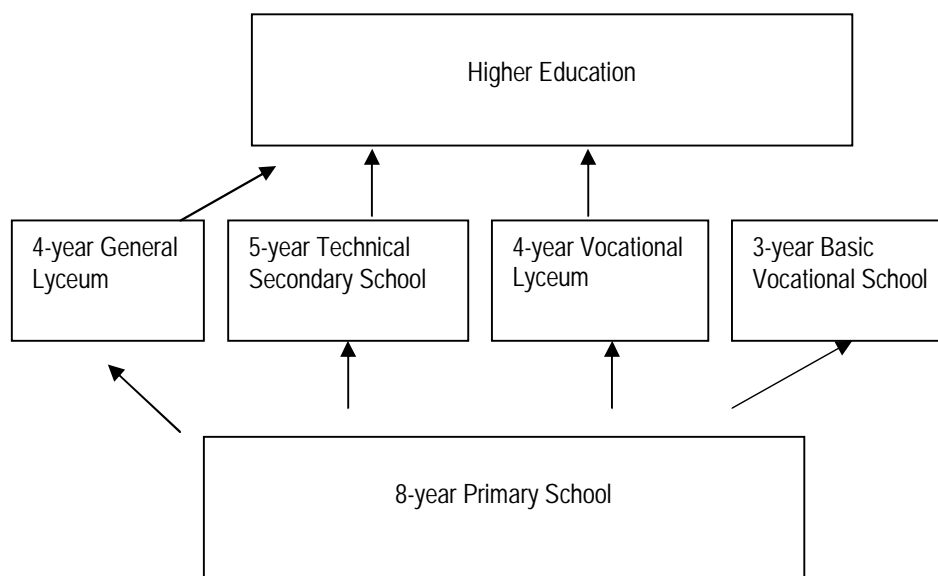 Higher Education
4-year General
Lyceum
5-year Technical
Secondary School
4-year Vocational
Lyceum
3-year Basic
Vocational School
8-year Primary School